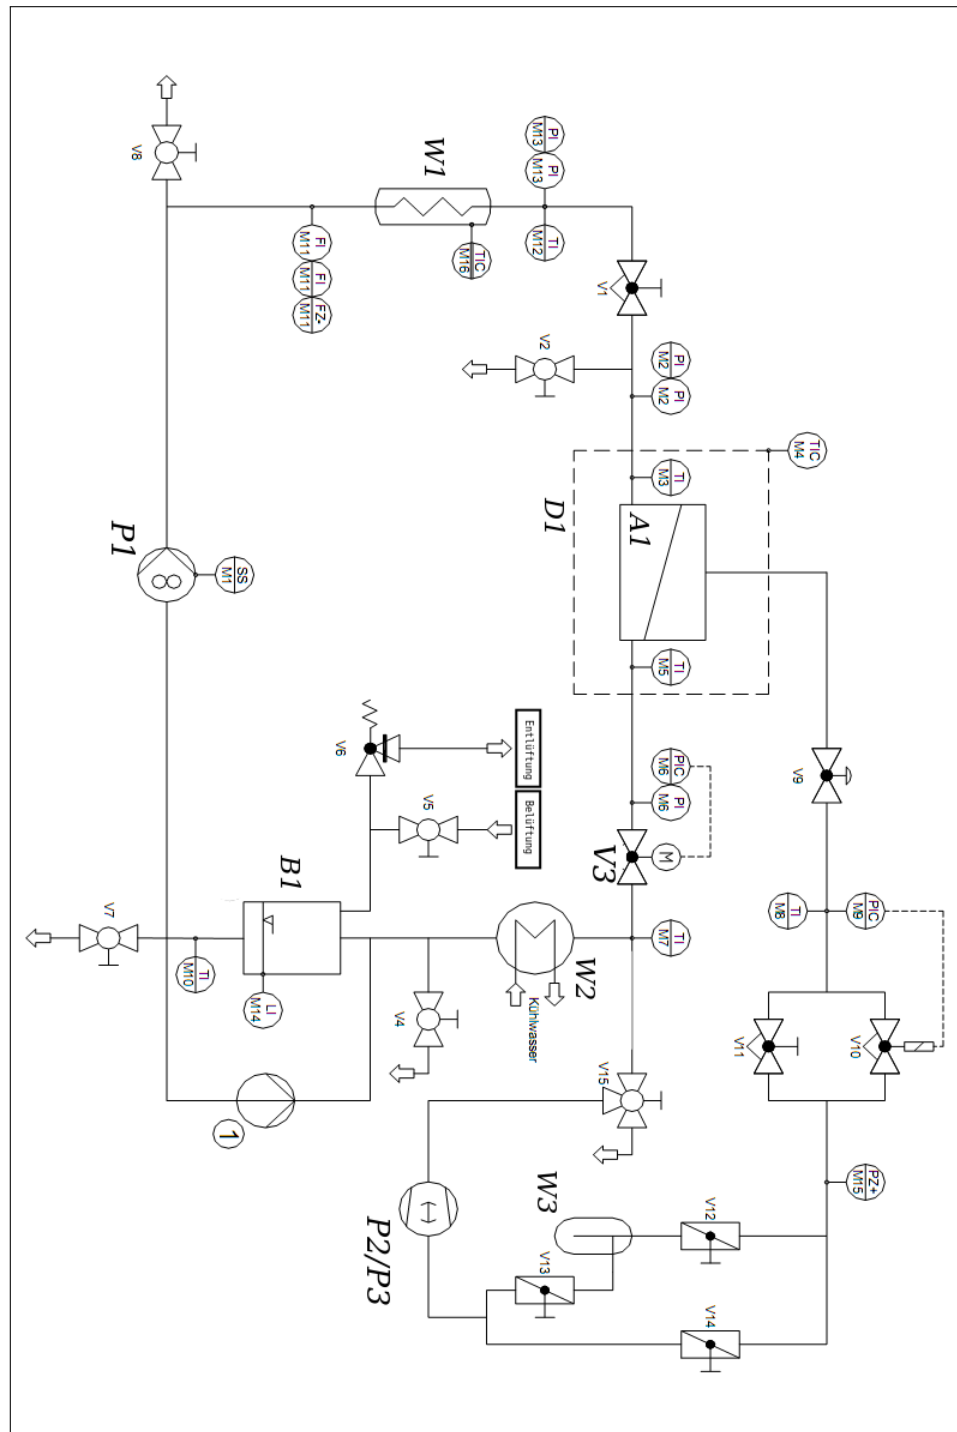 V8
W1
PI
M13
PI
M13
TI
M12
TIC
M16
FI
M11
FI
M11
FZ-
M11
V1
V2
PI
M2
PI
M2
TIC
M4
TI
M3
D1
A1
TI
M5
P1
SS
M1
V6
V5
Entlüftung
Belüftung
PIC
M6
PI
M6
V3
M
V9
B1
V7
TI
M10
LI
M14
W2
Kühlwasser
V4
TI
M7
TI
M8
PIC
M9
V11
V10
1
V15
PZ+
M15
P2/P3
W3
V12
V13
V14